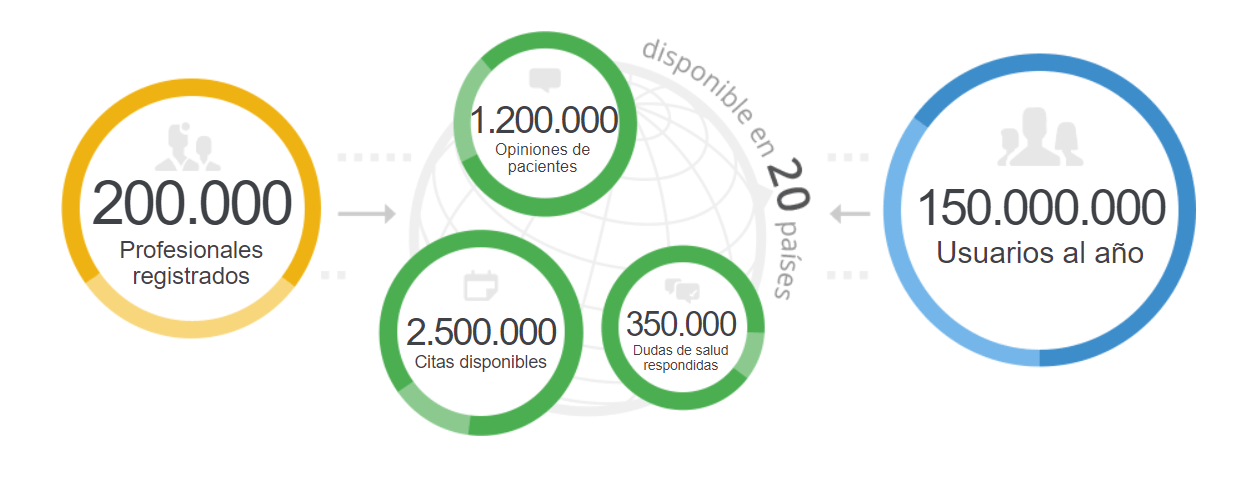 200.000
Profesionales
registrados
1.200.000
Opiniones de
pacientes
2.500.000
Citas disponibles
350.000
Dudas de salud
respondidas
disponible en 20 países
150.000.000
Usuarios al año